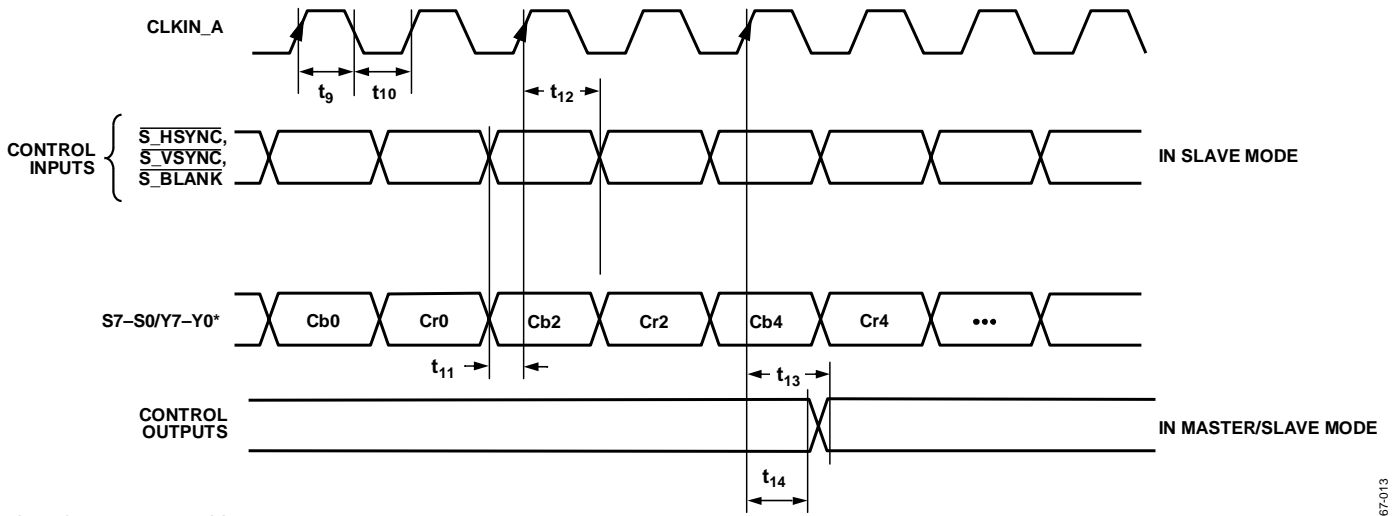 CLKIN_A
t9
t10
t12
CONTROL
INPUTS
S_HSYNC,
S_VSYNC,
S_BLANK
IN SLAVE MODE
S7–S0/Y7–Y0*
Cb0
Cr0
Cb2
Cr2
Cb4
Cr4
•••
t11
t13
CONTROL
OUTPUTS
IN MASTER/SLAVE MODE
t14
67-013